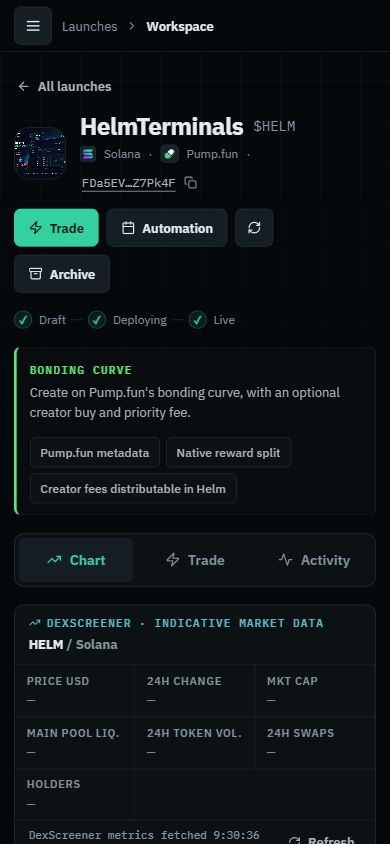 Launches > Workspace
← All launches
HelmTerminals $HELM
Solana · Pump.fun ·
FDa5EV…Z7Pk4F
Trade Automation
Archive
Draft Deploying Live
BONDING CURVE
Create on Pump.fun's bonding curve, with an optional
creator buy and priority fee.
Pump.fun metadata Native reward split
Creator fees distributable in Helm
Chart Trade Activity
DEXSCREENER · INDICATIVE MARKET DATA
HELM / Solana
PRICE USD 24H CHANGE MKT CAP
— — —
MAIN POOL LIQ. 24H TOKEN VOL. 24H SWAPS
— — —
HOLDERS
—
DexScreener metrics fetched 9:30:36 Refresh